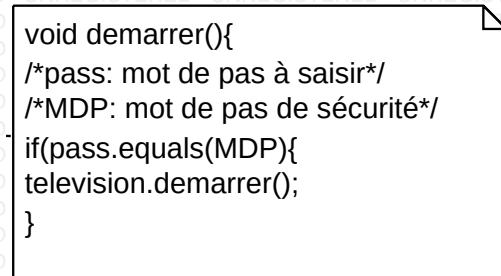 void demarrer(){
/*pass: mot de pas à saisir*/
/*MDP: mot de pas de sécurité*/
if(pass.equals(MDP){
television.demarrer();
}